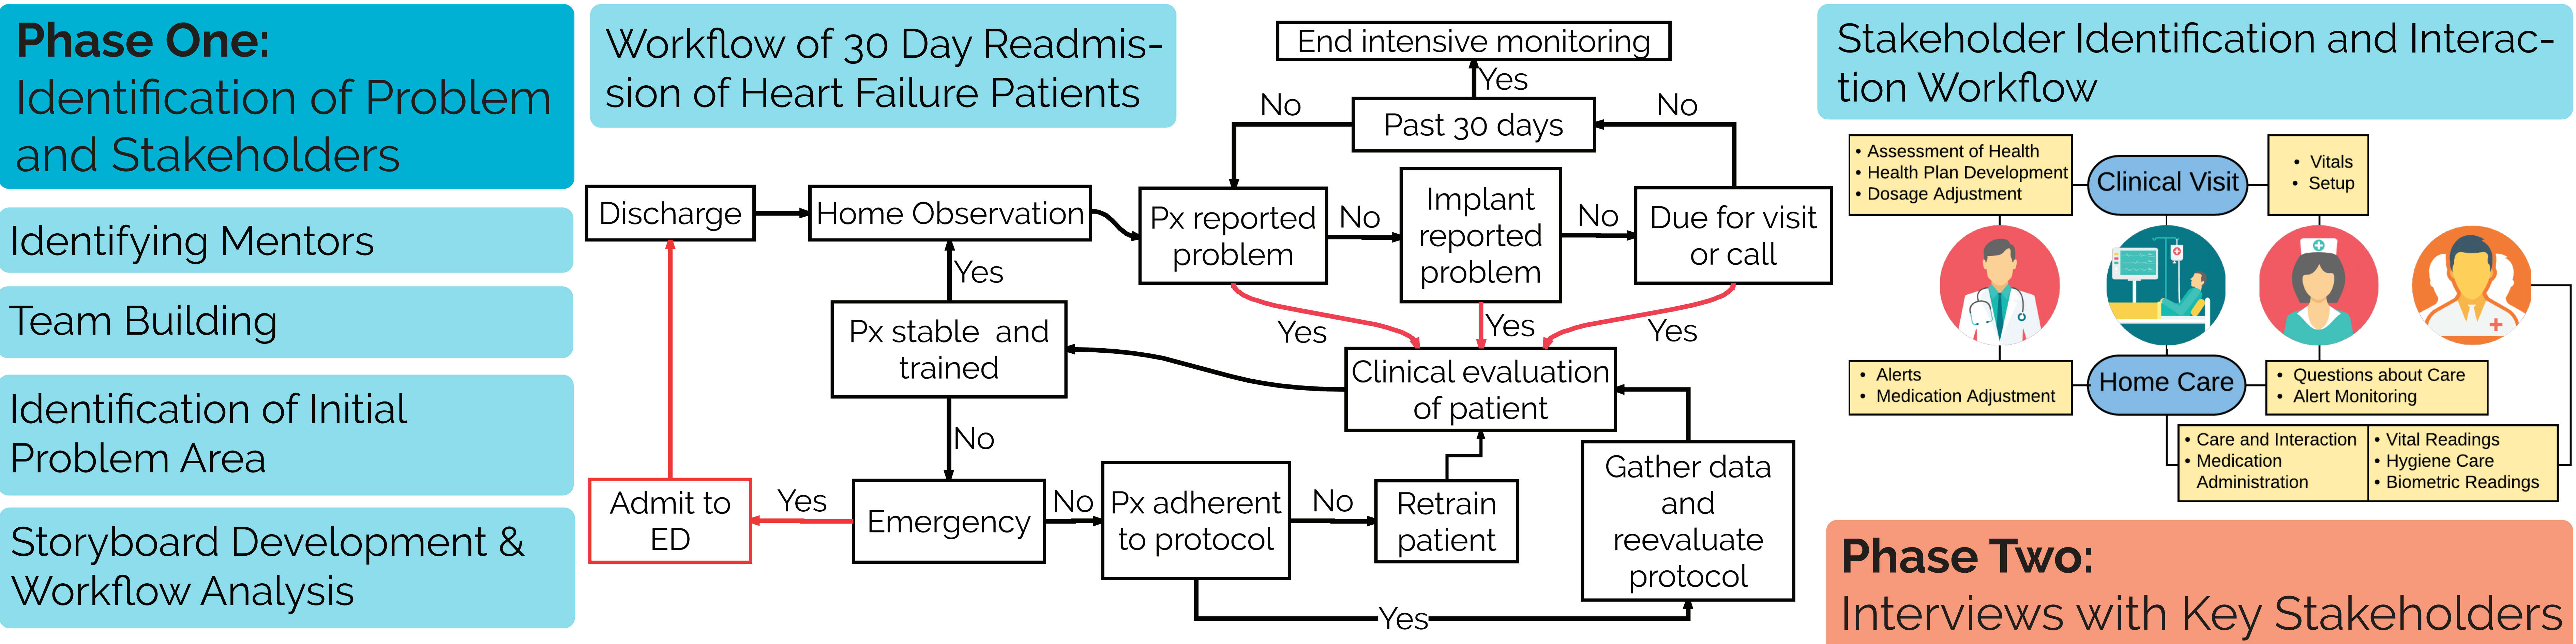 Phase One:
Identification of Problem
and Stakeholders
Identifying Mentors
Team Building
Identification of Initial
Problem Area
Storyboard Development &
Workflow Analysis
Workflow of 30 Day Readmis-
sion of Heart Failure Patients
End intensive monitoring
Yes
No
Past 30 days
No
Discharge
Home Observation
Px reported
problem
No
Implant
reported
problem
No
Due for visit
or call
Yes
Yes
Yes
Yes
Px stable and
trained
Clinical evaluation
of patient
No
Admit to
ED
Yes
Emergency
No
Px adherent
to protocol
No
Retrain
patient
Gather data
and
reevaluate
protocol
Yes
Stakeholder Identification and Interac-
tion Workflow
• Assessment of Health
• Health Plan Development
• Dosage Adjustment
Clinical Visit
• Vitals
• Setup
• Alerts
• Medication Adjustment
Home Care
• Questions about Care
• Alert Monitoring
• Care and Interaction
• Medication
Administration
• Vital Readings
• Hygiene Care
• Biometric Readings
Phase Two:
Interviews with Key Stakeholders